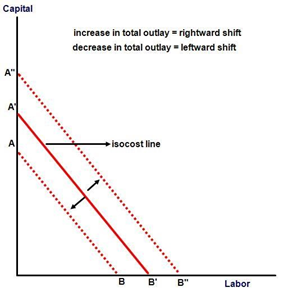 Capital
increase in total outlay = rightward shift
decrease in total outlay = leftward shift
A"
A'
A
isocost line
B B' B"
Labor